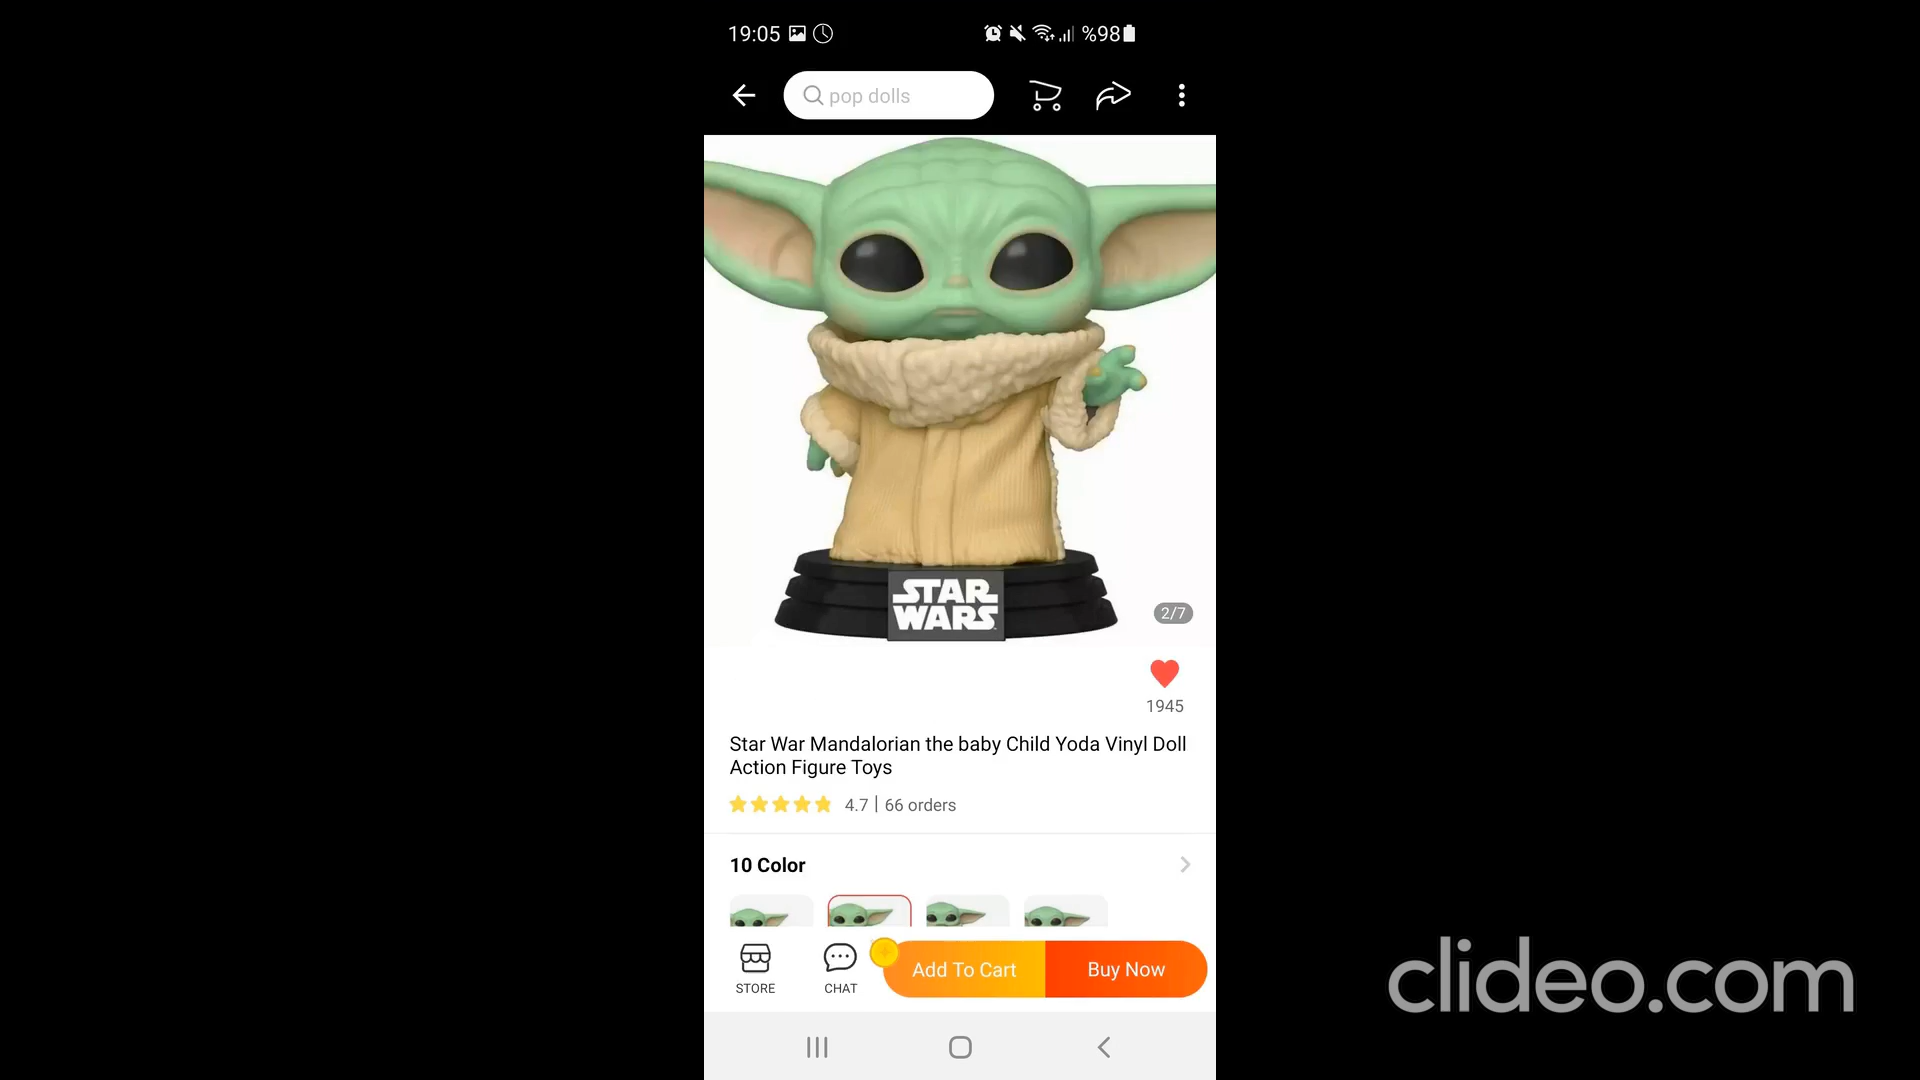 19:05
%98
pop dolls
STAR
WARS
2/7
1945
Star War Mandalorian the baby Child Yoda Vinyl Doll
Action Figure Toys
4.7 | 66 orders
10 Color
STORE
CHAT
Add To Cart
Buy Now
clideo.com